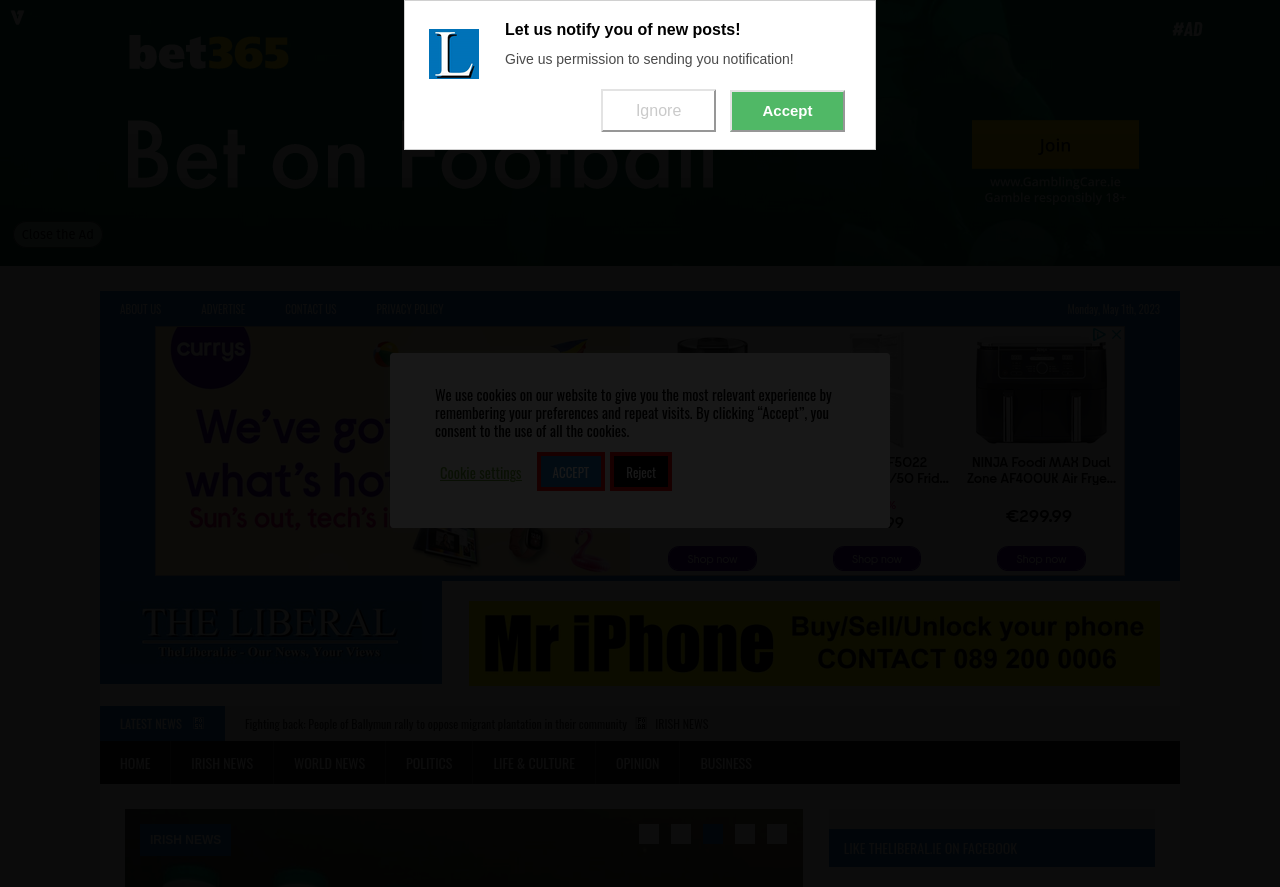 Let us notify you of new posts!
L
Give us permission to sending you notification!
Ignore
Accept
V
#AD
bet365
Bet on Football
Join
www.GamblingCare.ie
Gamble responsibly 18+
close the ad
ABOUT US
ADVERTISE
CONTACT US
PRIVACY POLICY
Monday, May 1st, 2023
currys
We've go
what's ho
Sun's out, tech's i
We use cookies on our website to give you the most relevant experience by
remembering your preferences and repeat visits. By clicking “Accept”, you
consent to the use of all the cookies.
Cookie settings
ACCEPT
Reject
F5022
/50 Frid...
99
NINJA Foodi MAX Dual
Zone AF400UK Air Frye...
€299.99
Shop now
Shop now
Shop now
THE LIBERAL
TheLiberal.ie - Our News, Your Views
Mr iPhone
Buy/Sell/Unlock your phone
CONTACT 089 200 0006
LATEST NEWS
Fighting back: People of Ballymun rally to oppose migrant plantation in their community
IRISH NEWS
HOME
IRISH NEWS
WORLD NEWS
POLITICS
LIFE & CULTURE
OPINION
BUSINESS
IRISH NEWS
LIKE THELIBERAL.IE ON FACEBOOK